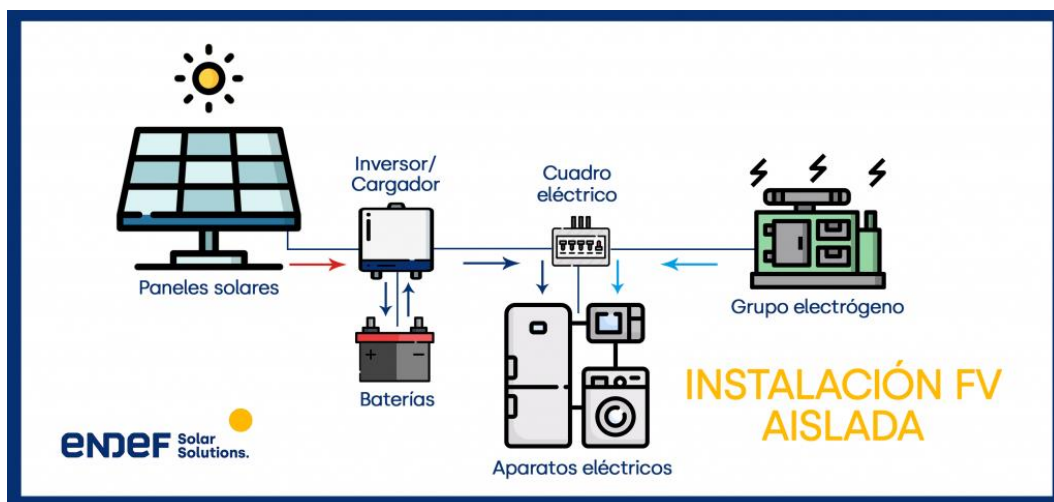 Inversor/
Cargador
Cuadro
eléctrico
Paneles solares
Grupo electrógeno
Baterías
INSTALACIÓN FV
AISLADA
ENDEF Solar
Solutions.
Aparatos eléctricos